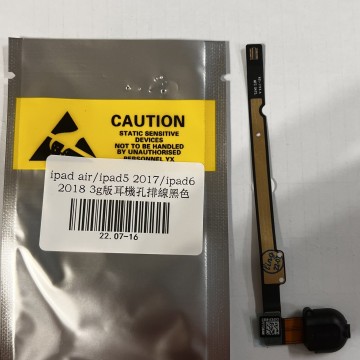 CAUTION
STATIC SENSITIVE
DEVICES
NO TO BE HANDLED
BY UNAUTHORISED
PERSONNEL YX
ipad air/ipad5 2017/ipad6
2018 3g版耳機孔排線黑色
22.07-16